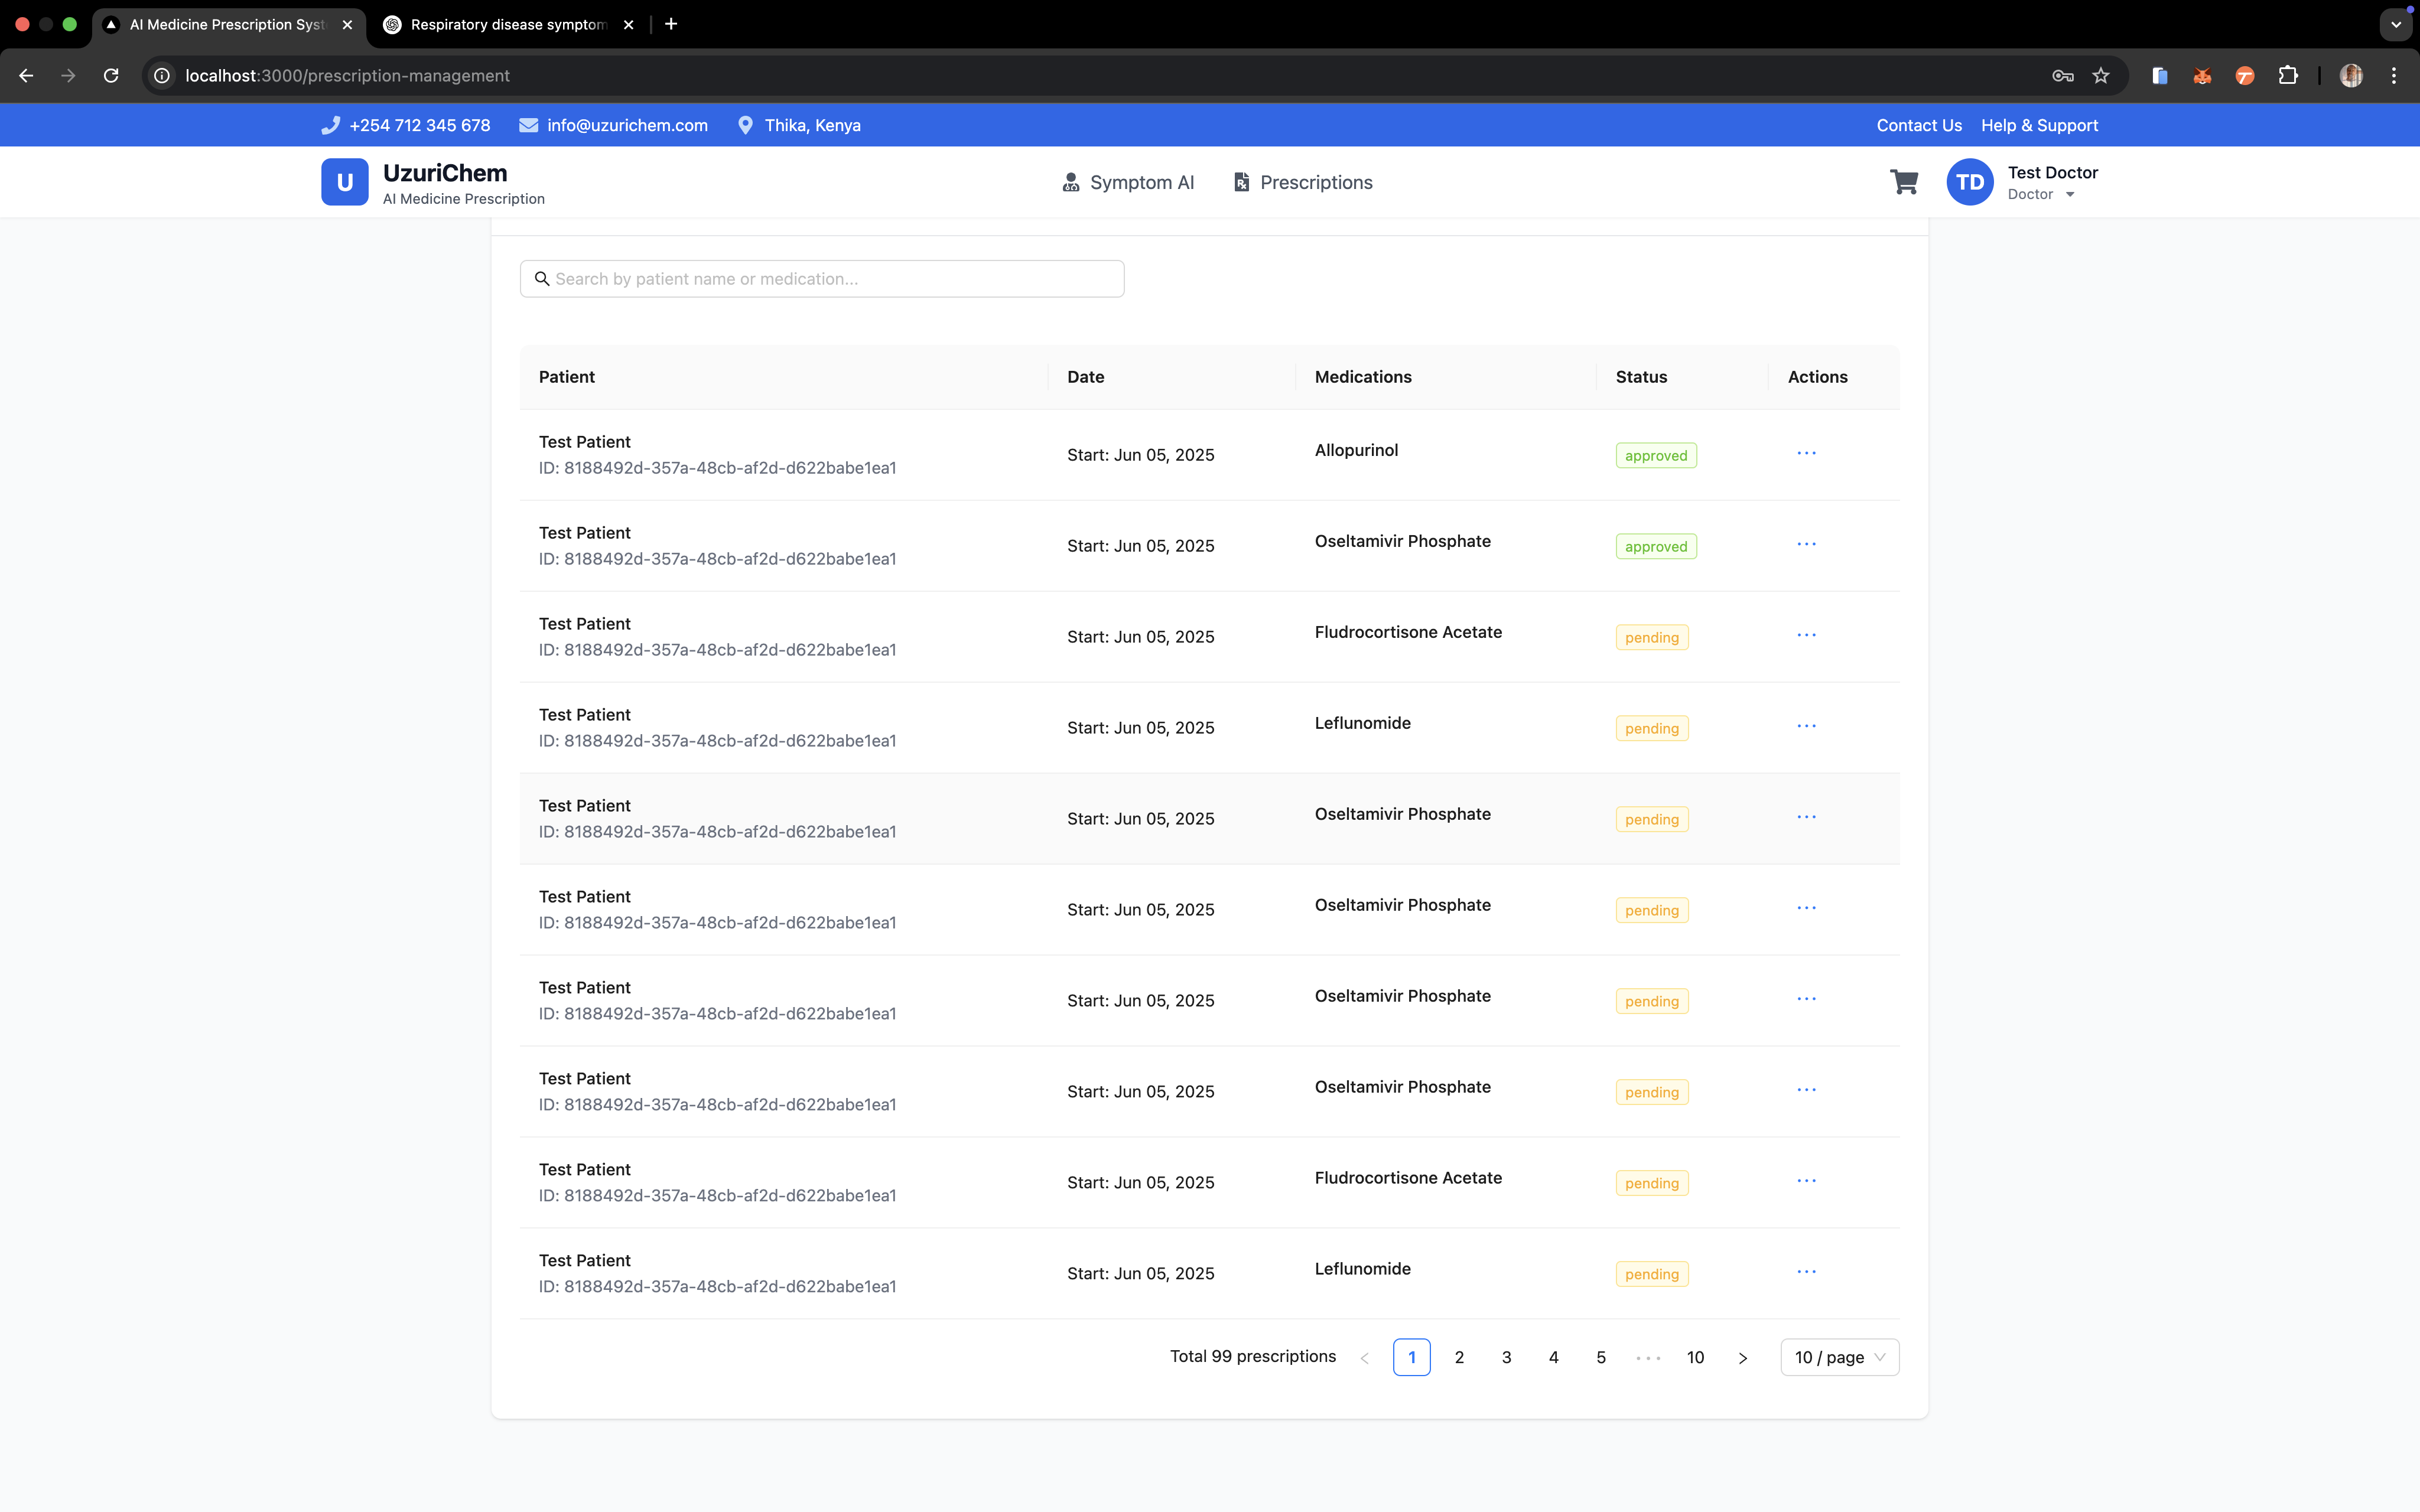 AI Medicine Prescription Syst
Respiratory disease symptom
localhost:3000/prescription-management
+254 712 345 678 info@uzurichem.com Thika, Kenya Contact Us Help & Support
U
UzuriChem
AI Medicine Prescription
Symptom AI Prescriptions
TD
Test Doctor
Doctor
Search by patient name or medication...
Patient Date Medications Status Actions
Test Patient
ID: 8188492d-357a-48cb-af2d-d622babe1ea1
Start: Jun 05, 2025 Allopurinol approved
Test Patient
ID: 8188492d-357a-48cb-af2d-d622babe1ea1
Start: Jun 05, 2025 Oseltamivir Phosphate approved
Test Patient
ID: 8188492d-357a-48cb-af2d-d622babe1ea1
Start: Jun 05, 2025 Fludrocortisone Acetate pending
Test Patient
ID: 8188492d-357a-48cb-af2d-d622babe1ea1
Start: Jun 05, 2025 Leflunomide pending
Test Patient
ID: 8188492d-357a-48cb-af2d-d622babe1ea1
Start: Jun 05, 2025 Oseltamivir Phosphate pending
Test Patient
ID: 8188492d-357a-48cb-af2d-d622babe1ea1
Start: Jun 05, 2025 Oseltamivir Phosphate pending
Test Patient
ID: 8188492d-357a-48cb-af2d-d622babe1ea1
Start: Jun 05, 2025 Oseltamivir Phosphate pending
Test Patient
ID: 8188492d-357a-48cb-af2d-d622babe1ea1
Start: Jun 05, 2025 Oseltamivir Phosphate pending
Test Patient
ID: 8188492d-357a-48cb-af2d-d622babe1ea1
Start: Jun 05, 2025 Fludrocortisone Acetate pending
Test Patient
ID: 8188492d-357a-48cb-af2d-d622babe1ea1
Start: Jun 05, 2025 Leflunomide pending
Total 99 prescriptions < 1 2 3 4 5 ··· 10 > 10 / page